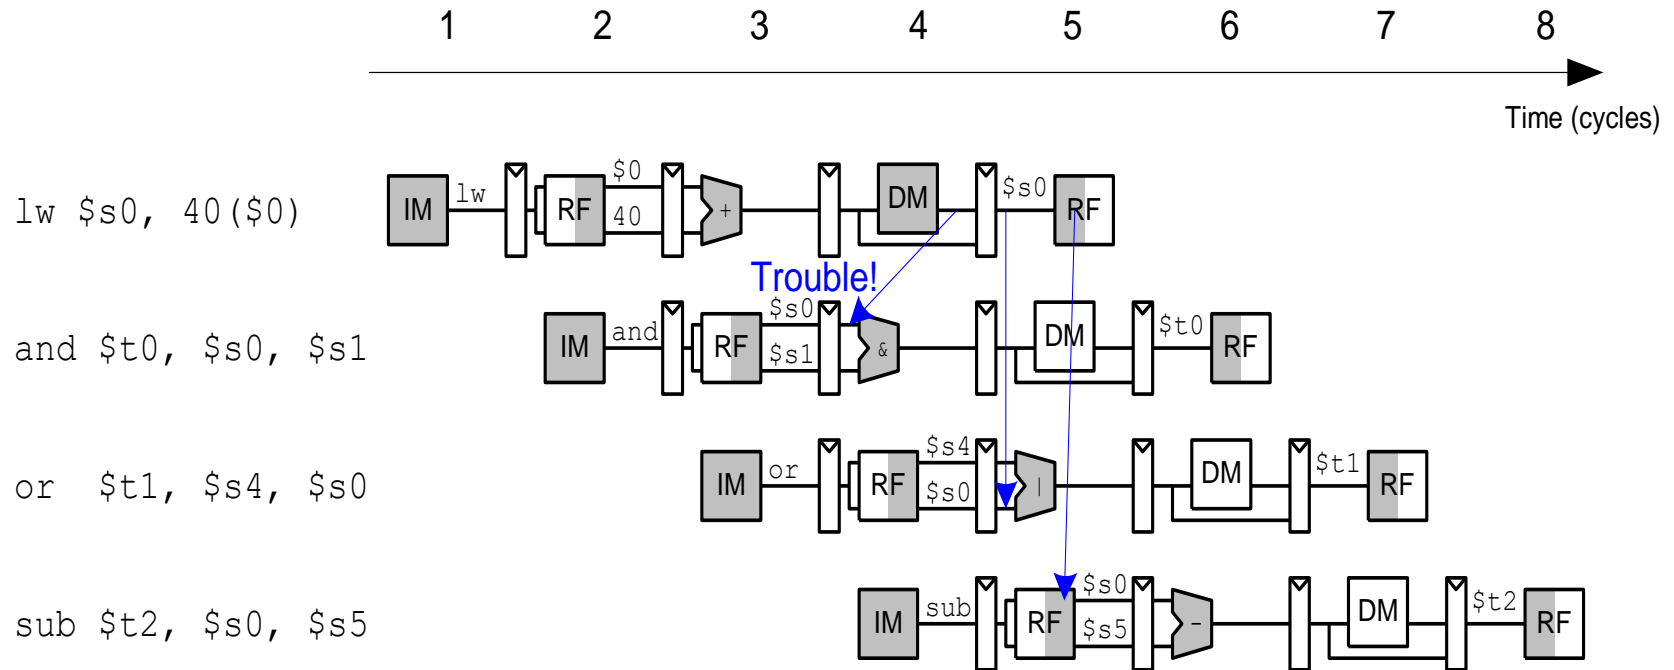 1 2 3 4 5 6 7 8
Time (cycles)
lw $s0, 40($0) IM lw RF $0 40 + DM $s0 RF
Trouble!
and $t0, $s0, $s1 IM and RF $s0 $s1 & DM $t0 RF
or $t1, $s4, $s0 IM or RF $s4 $s0 | DM $t1 RF
sub $t2, $s0, $s5 IM sub RF $s0 $s5 - DM $t2 RF